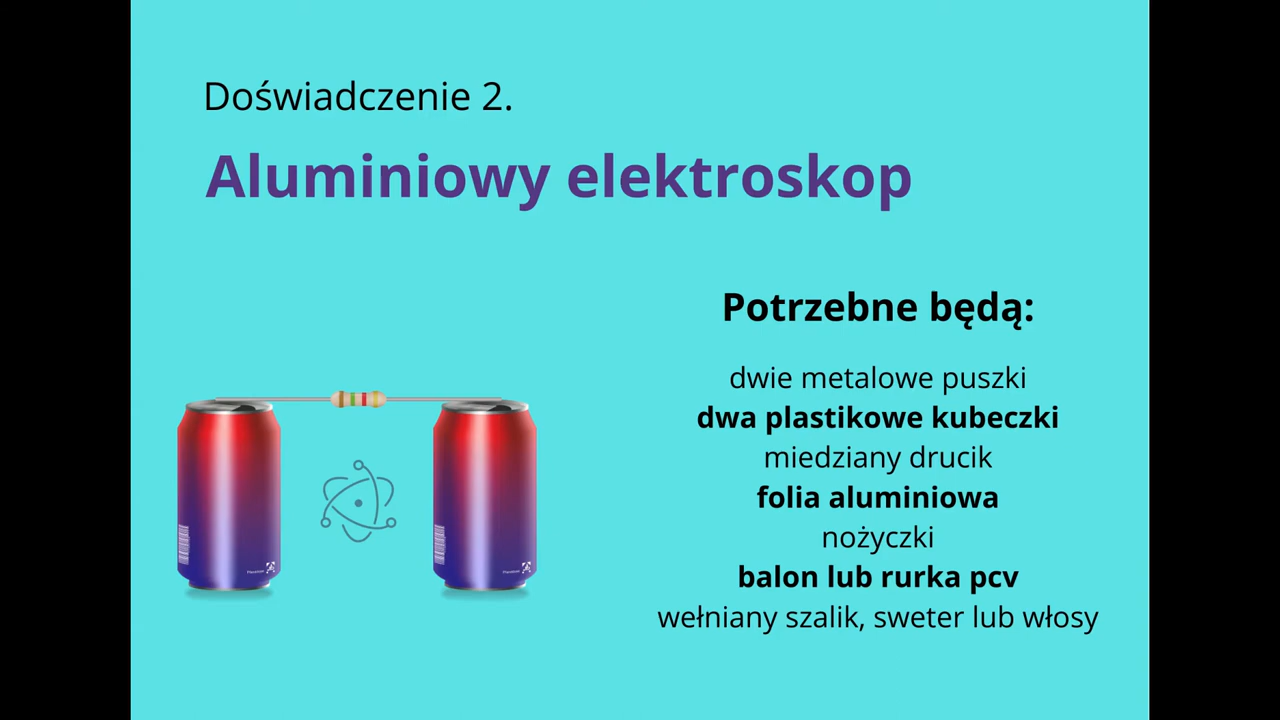 Doświadczenie 2.
Aluminiowy elektroskop
Potrzebne będą:
dwie metalowe puszki
dwa plastikowe kubeczki
miedziany drucik
folia aluminiowa
nożyczki
balon lub rurka pcv
wełniany szalik, sweter lub włosy